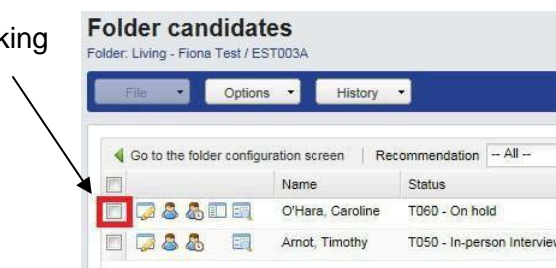 king
Folder candidates
Folder: Living - Fiona Test / EST003A
File Options History
Go to the folder configuration screen Recommendation -- All --
Name Status
O'Hara, Caroline T060 - On hold
Arnot, Timothy T050 - In-person Interview